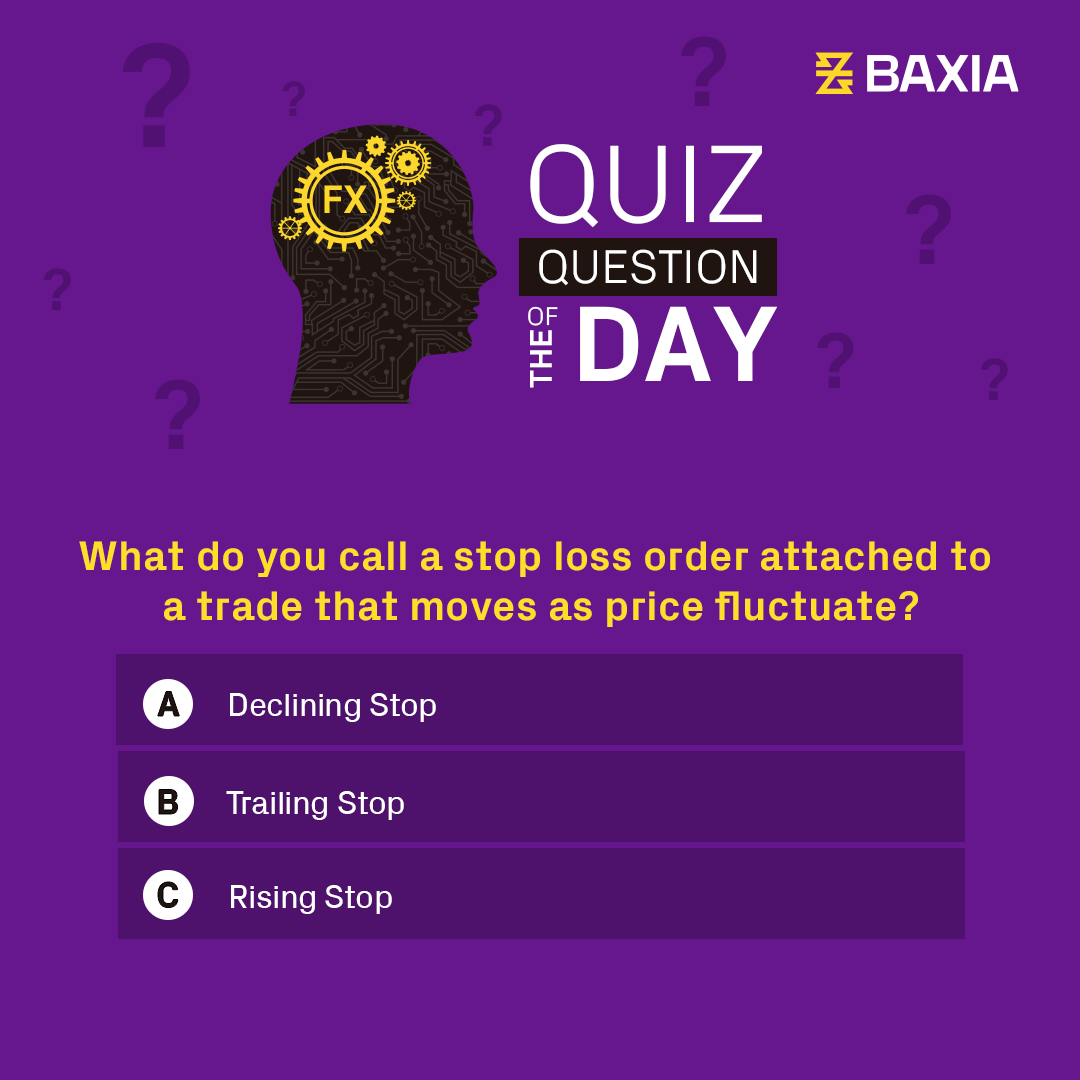 BAXIA
FX
QUIZ
QUESTION
OF THE DAY
What do you call a stop loss order attached to
a trade that moves as price fluctuate?
A Declining Stop
B Trailing Stop
C Rising Stop